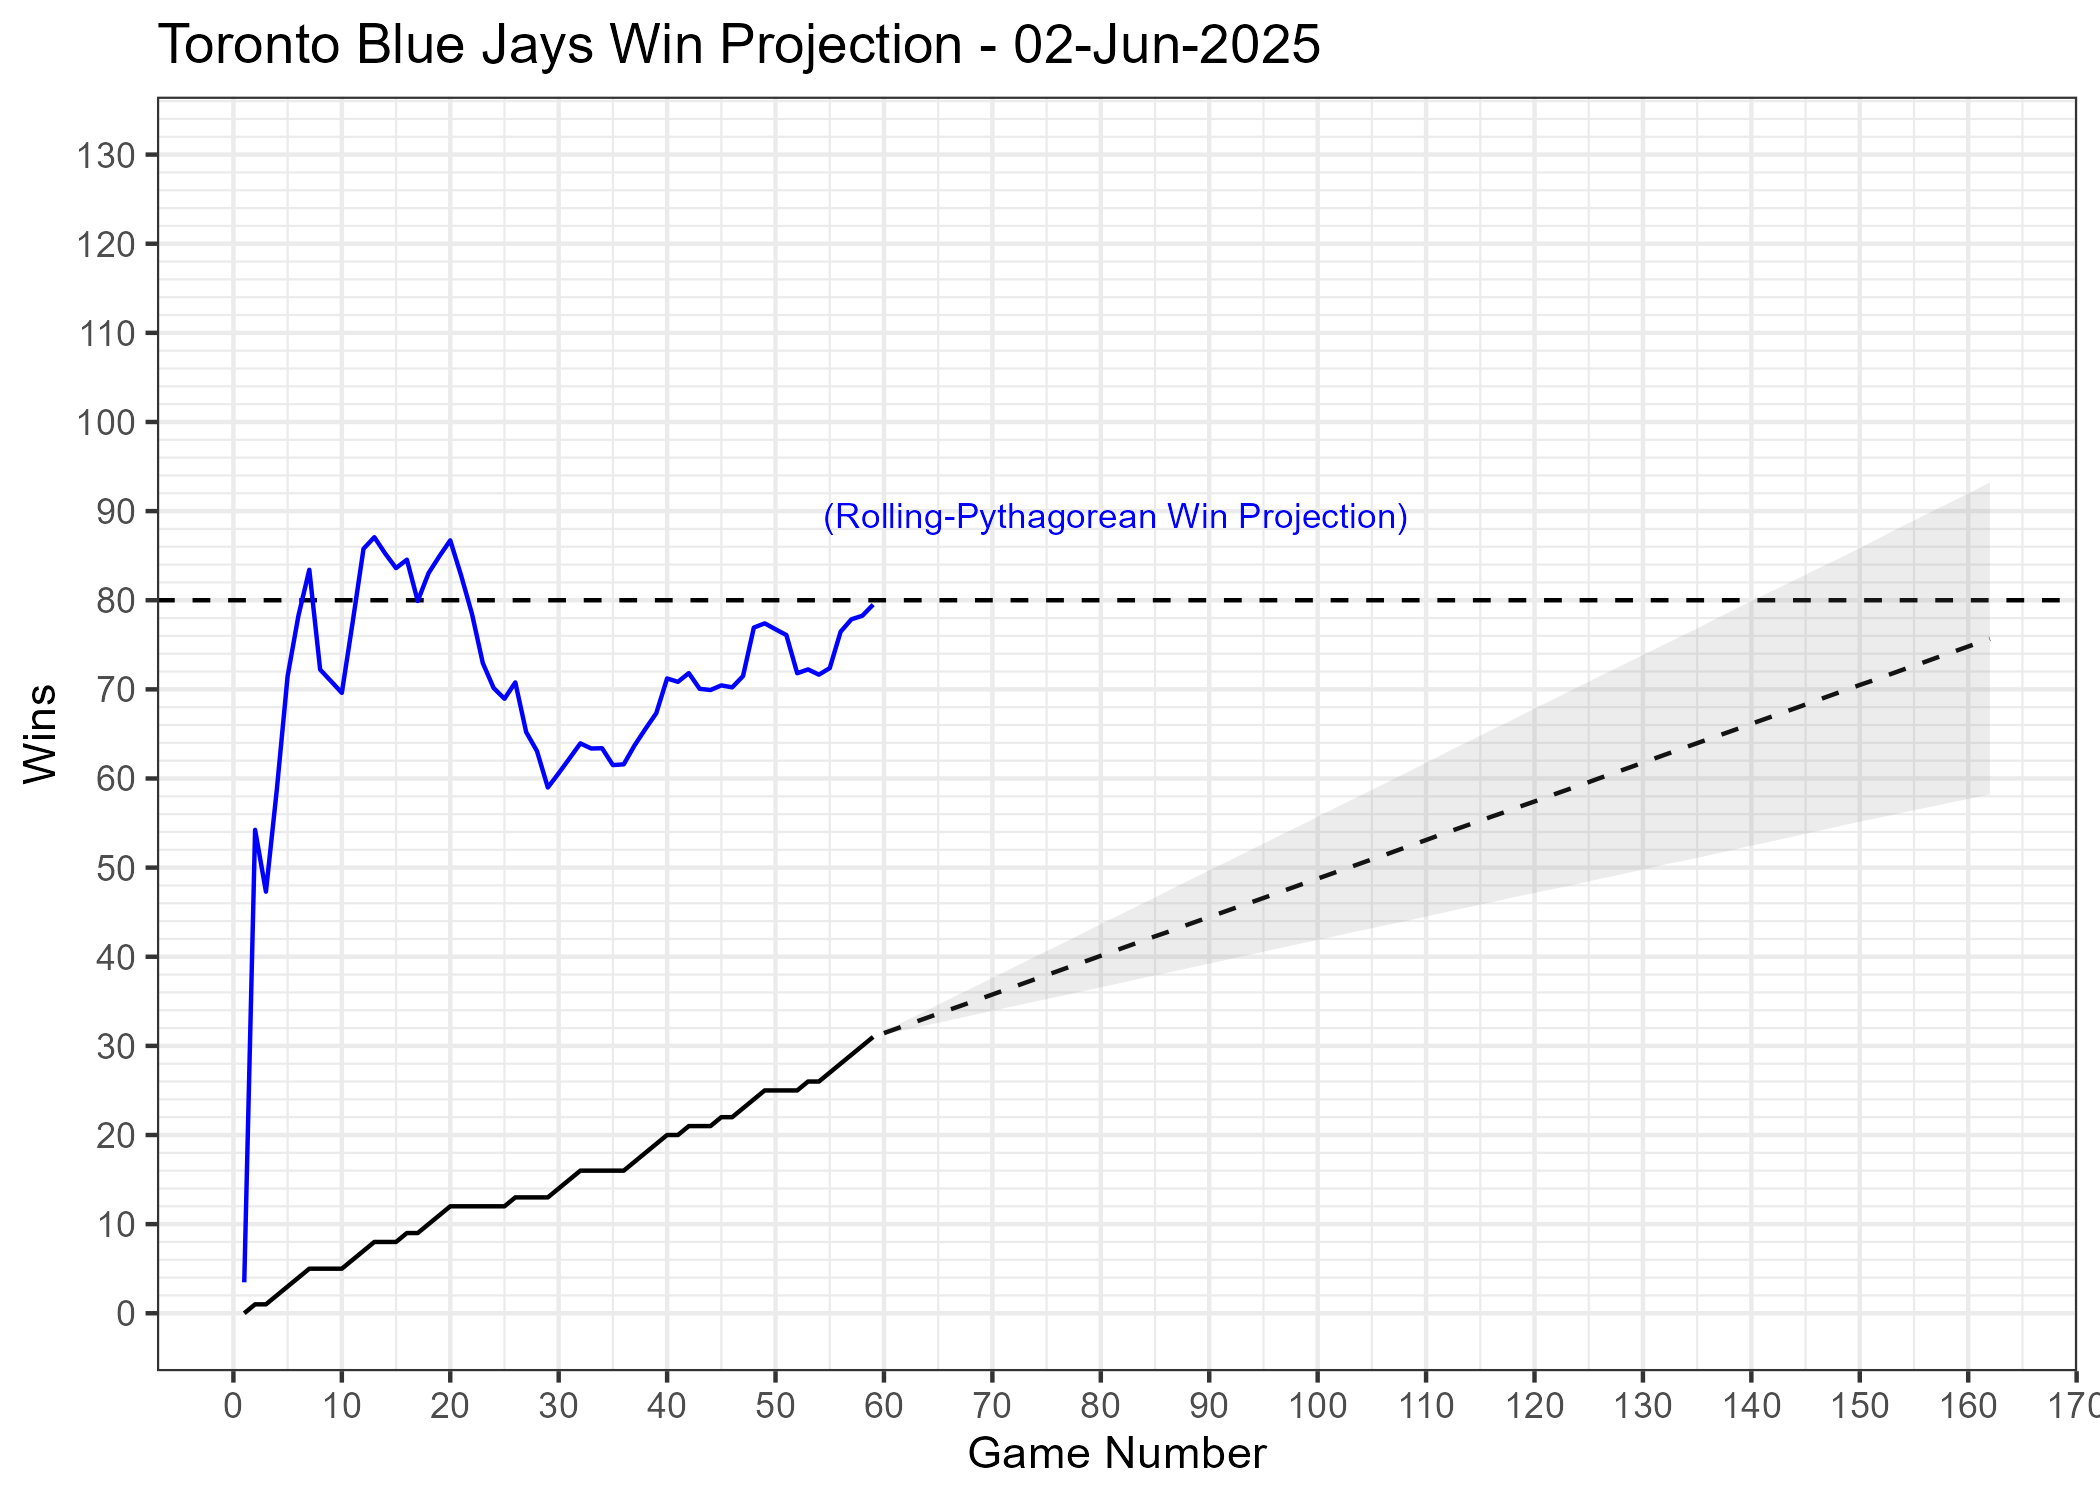 Toronto Blue Jays Win Projection - 02-Jun-2025
130
120
110
100
90
80
70
60
50
40
30
20
10
0
Wins
(Rolling-Pythagorean Win Projection)
0 10 20 30 40 50 60 70 80 90 100 110 120 130 140 150 160 170
Game Number